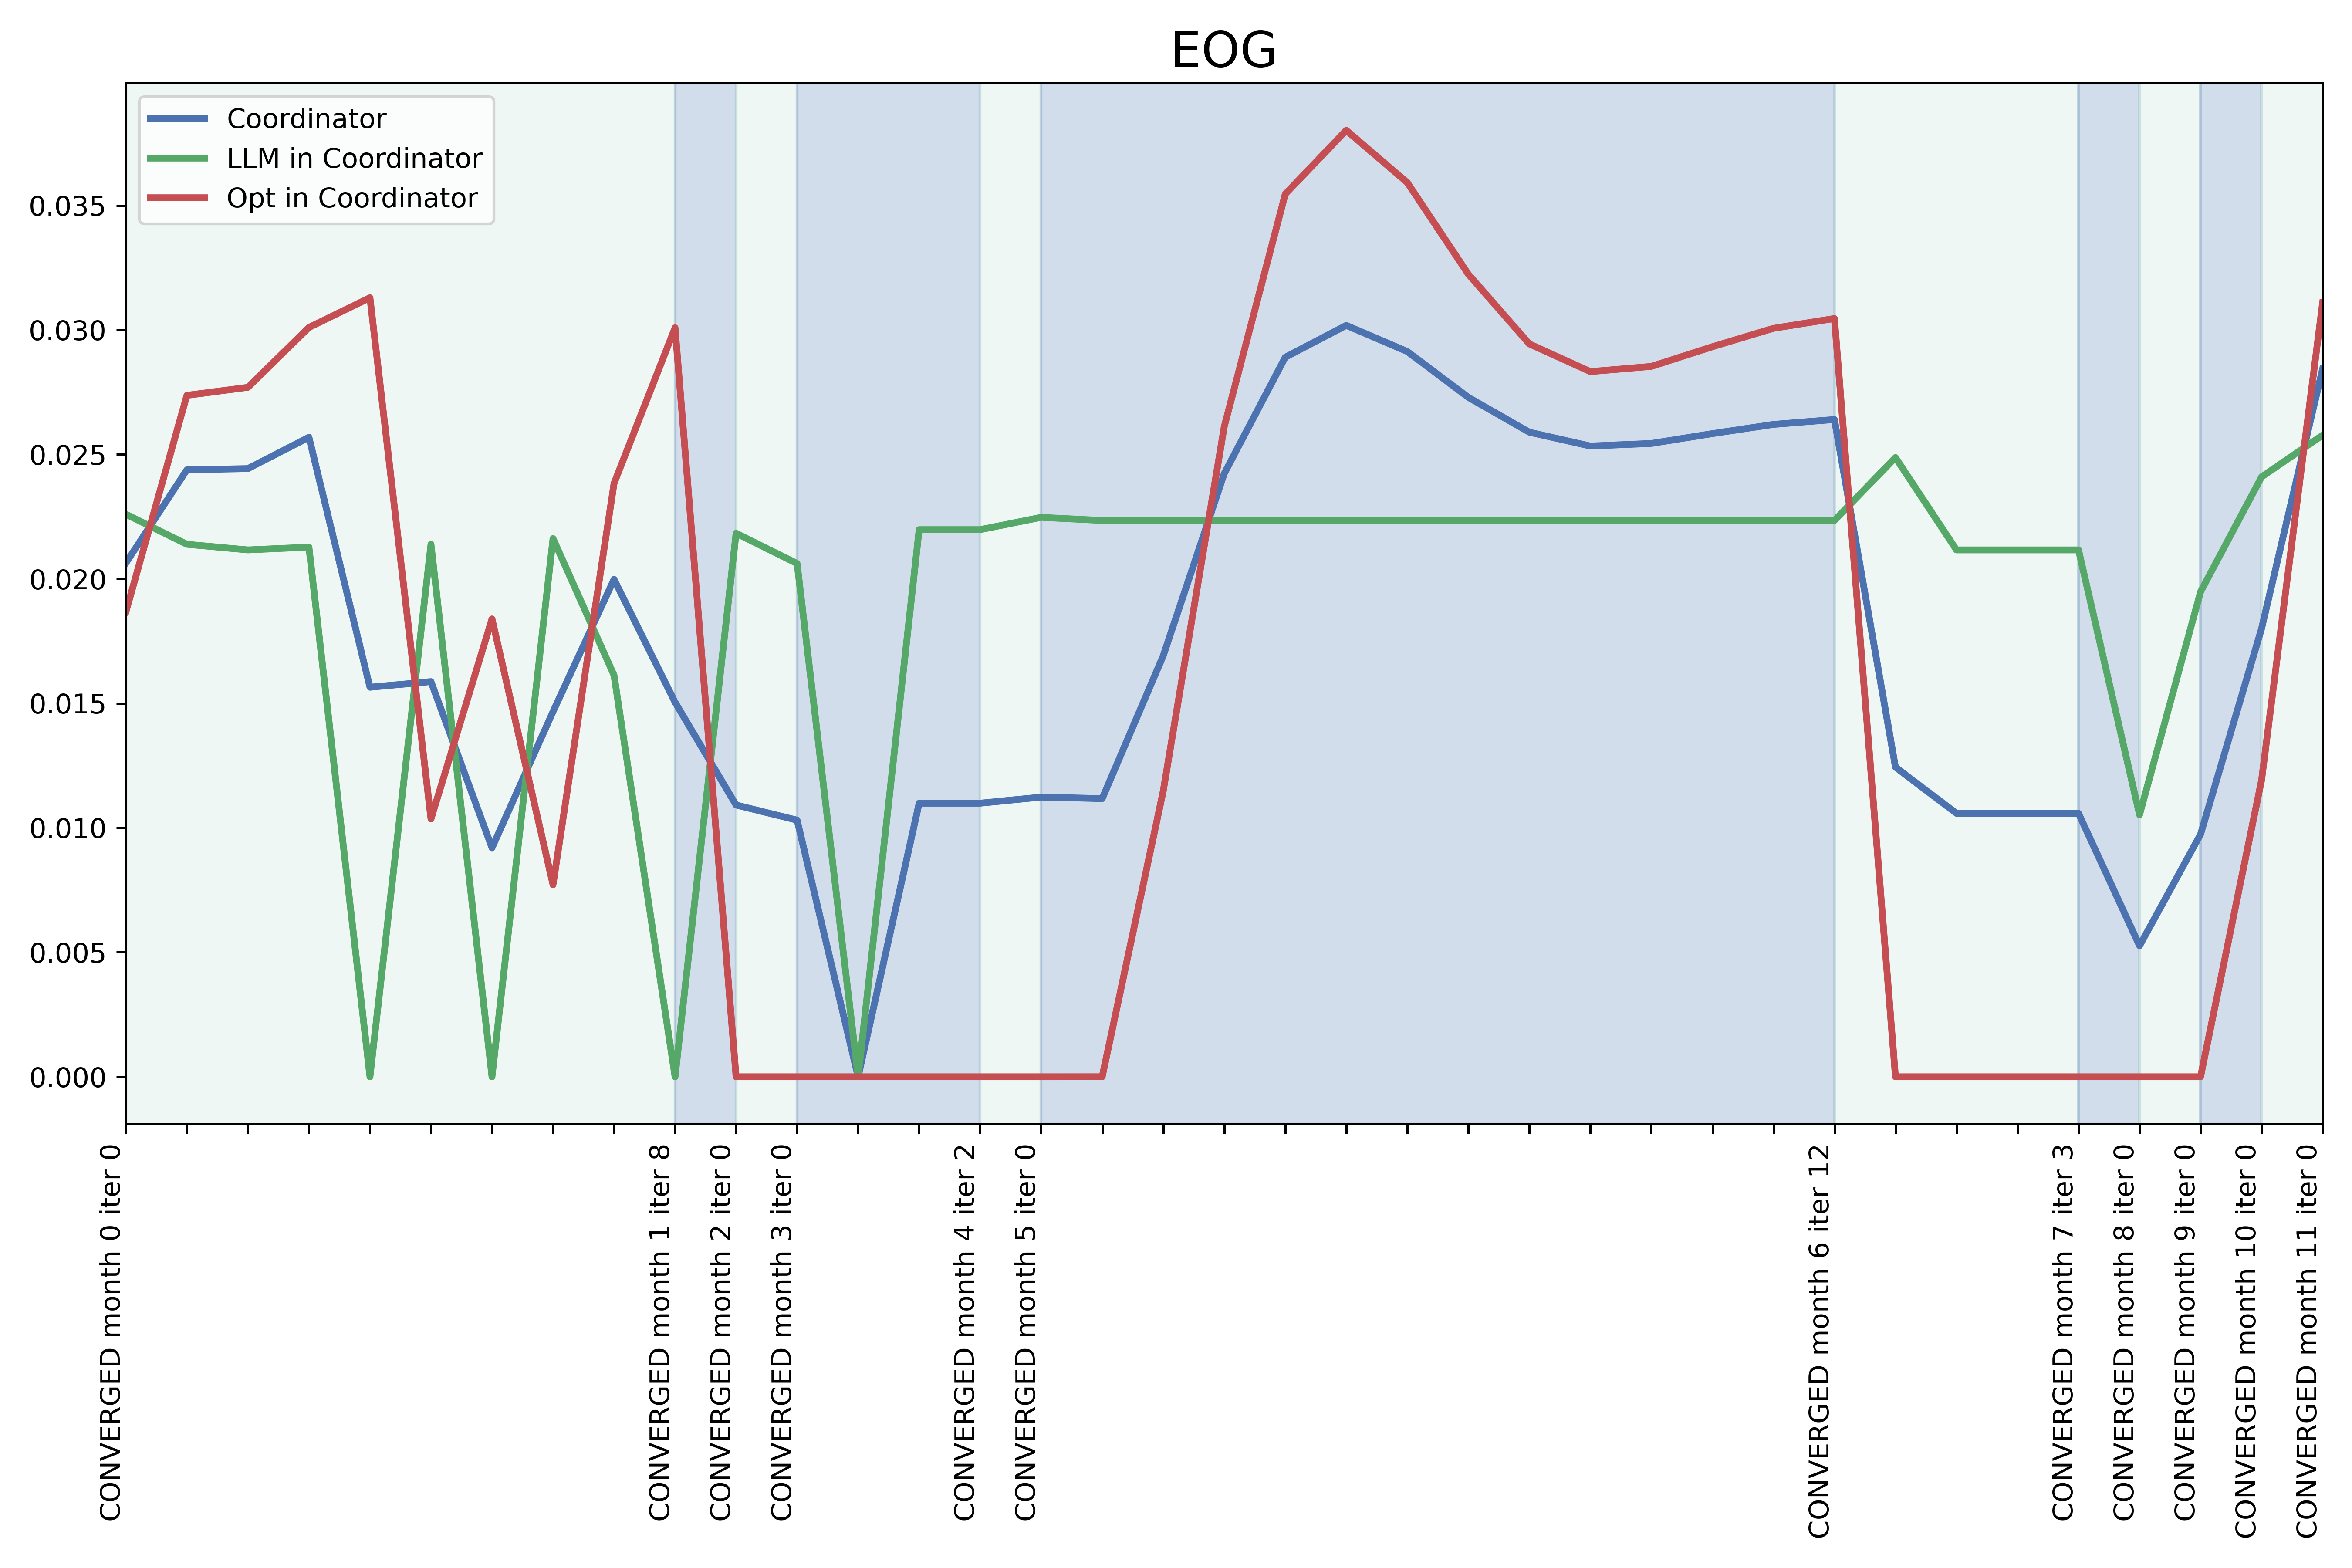 EOG
Coordinator
LLM in Coordinator
Opt in Coordinator
0.035
0.030
0.025
0.020
0.015
0.010
0.005
0.000
CONVERGED month 0 iter 0
CONVERGED month 1 iter 8
CONVERGED month 2 iter 0
CONVERGED month 3 iter 0
CONVERGED month 4 iter 2
CONVERGED month 5 iter 0
CONVERGED month 6 iter 12
CONVERGED month 7 iter 3
CONVERGED month 8 iter 0
CONVERGED month 9 iter 0
CONVERGED month 10 iter 0
CONVERGED month 11 iter 0